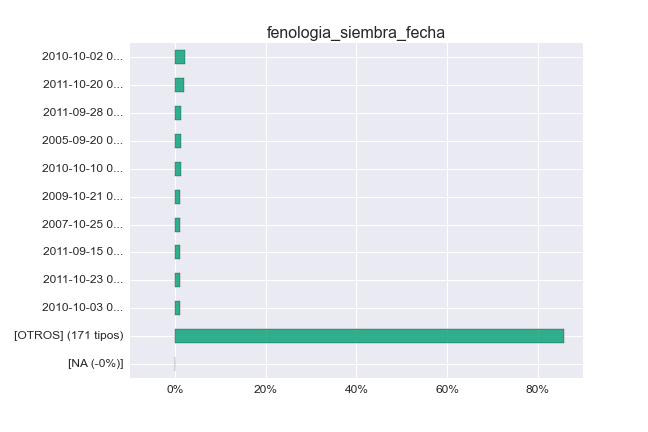 fenologia_siembra_fecha
2010-10-02 0...
2011-10-20 0...
2011-09-28 0...
2005-09-20 0...
2010-10-10 0...
2009-10-21 0...
2007-10-25 0...
2011-09-15 0...
2011-10-23 0...
2010-10-03 0...
[OTROS] (171 tipos)
[NA (-0%)]
0% 20% 40% 60% 80%